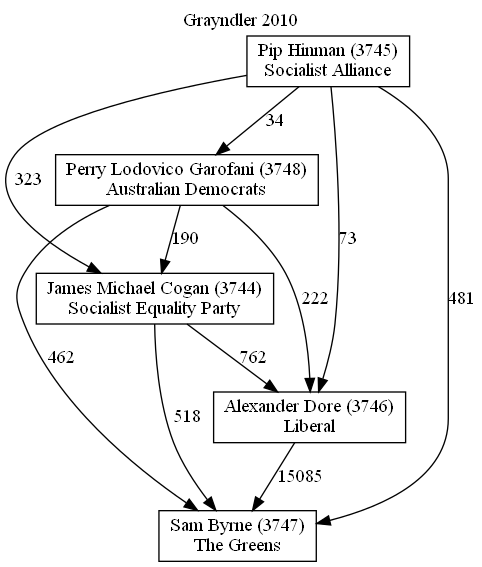 Grayndler 2010
Pip Hinman (3745)
Socialist Alliance
34
Perry Lodovico Garofani (3748)
Australian Democrats
323
190
73
222
481
James Michael Cogan (3744)
Socialist Equality Party
462
762
518
Alexander Dore (3746)
Liberal
15085
Sam Byrne (3747)
The Greens